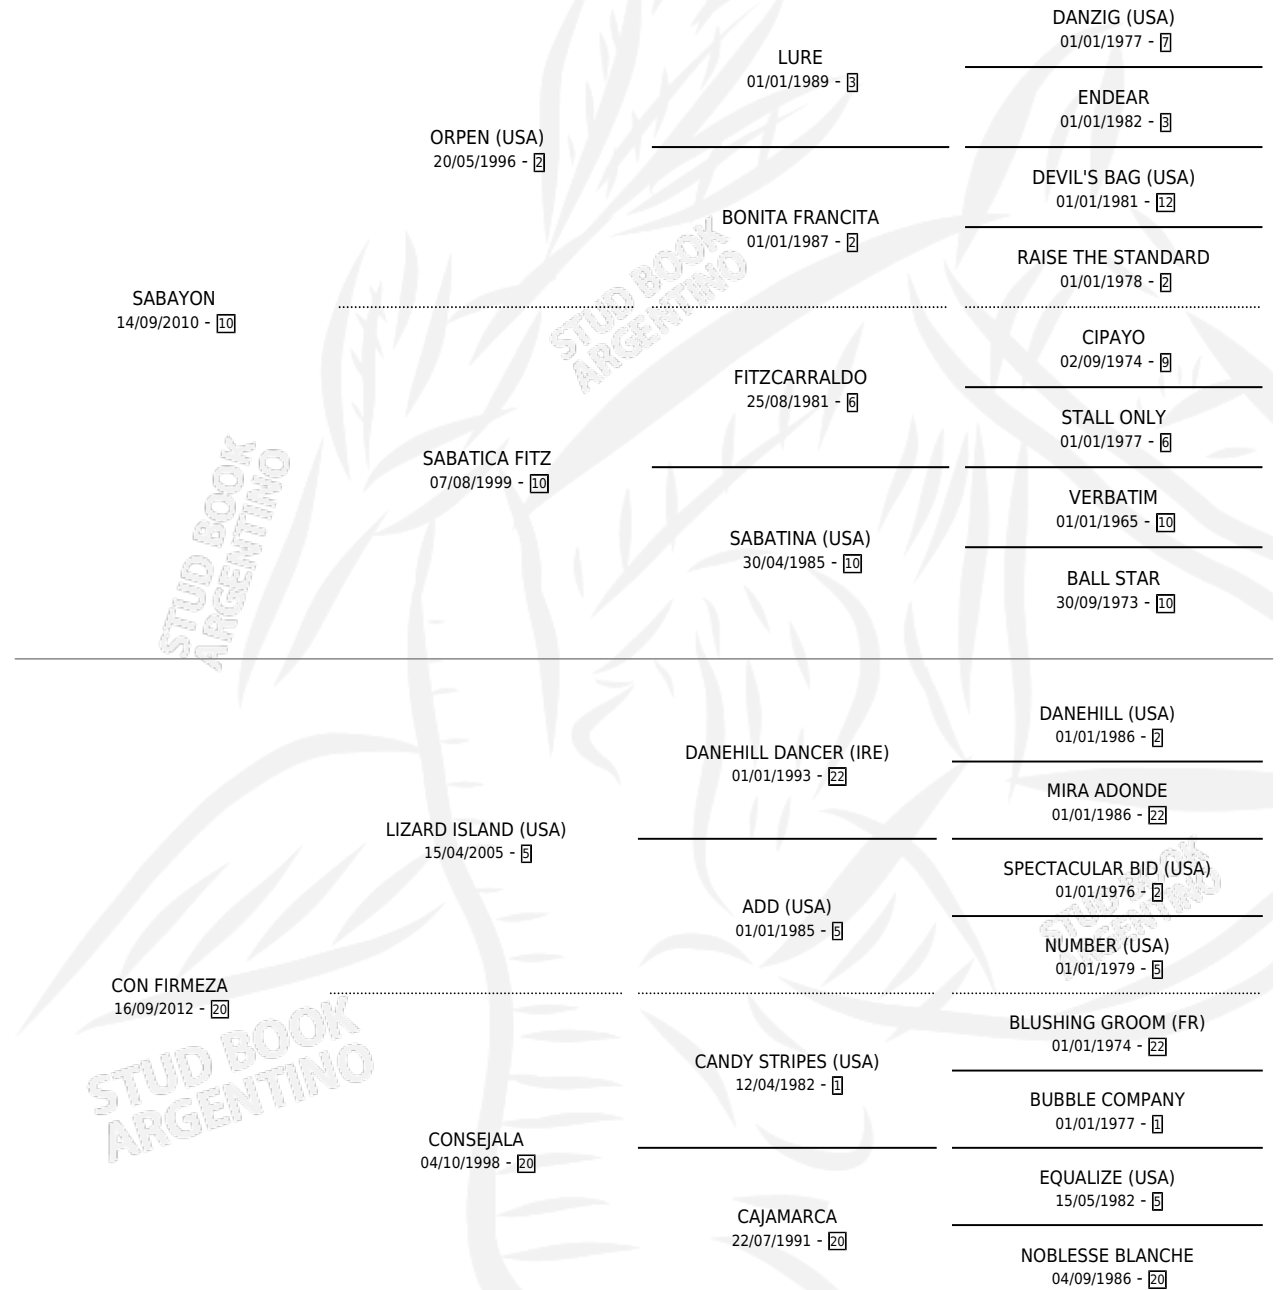 DANZIG (USA)
01/01/1977 - 7
LURE
01/01/1989 - 3
ENDEAR
01/01/1982 - 3
ORPEN (USA)
20/05/1996 - 2
DEVIL'S BAG (USA)
01/01/1981 - 12
BONITA FRANCITA
01/01/1987 - 2
RAISE THE STANDARD
01/01/1978 - 2
SABAYON
14/09/2010 - 10
STUD BOOK
ARGENTINO
CIPAYO
02/09/1974 - 9
FITZCARRALDO
25/08/1981 - 6
STALL ONLY
01/01/1977 - 6
SABATICA FITZ
07/08/1999 - 10
VERBATIM
01/01/1965 - 10
SABATINA (USA)
30/04/1985 - 10
BALL STAR
30/09/1973 - 10
STUD BOOK
ARGENTINO
DANEHILL (USA)
01/01/1986 - 2
DANEHILL DANCER (IRE)
01/01/1993 - 22
MIRA ADONDE
01/01/1986 - 22
LIZARD ISLAND (USA)
15/04/2005 - 5
SPECTACULAR BID (USA)
01/01/1976 - 2
ADD (USA)
01/01/1985 - 5
STUD BOOK
ARGENTINO
NUMBER (USA)
01/01/1979 - 5
CON FIRMEZA
16/09/2012 - 20
BLUSHING GROOM (FR)
01/01/1974 - 22
CANDY STRIPES (USA)
12/04/1982 - 1
STUD BOOK
ARGENTINO
BUBBLE COMPANY
01/01/1977 - 1
CONSEJALA
04/10/1998 - 20
EQUALIZE (USA)
15/05/1982 - 5
CAJAMARCA
22/07/1991 - 20
NOBLESSE BLANCHE
04/09/1986 - 20